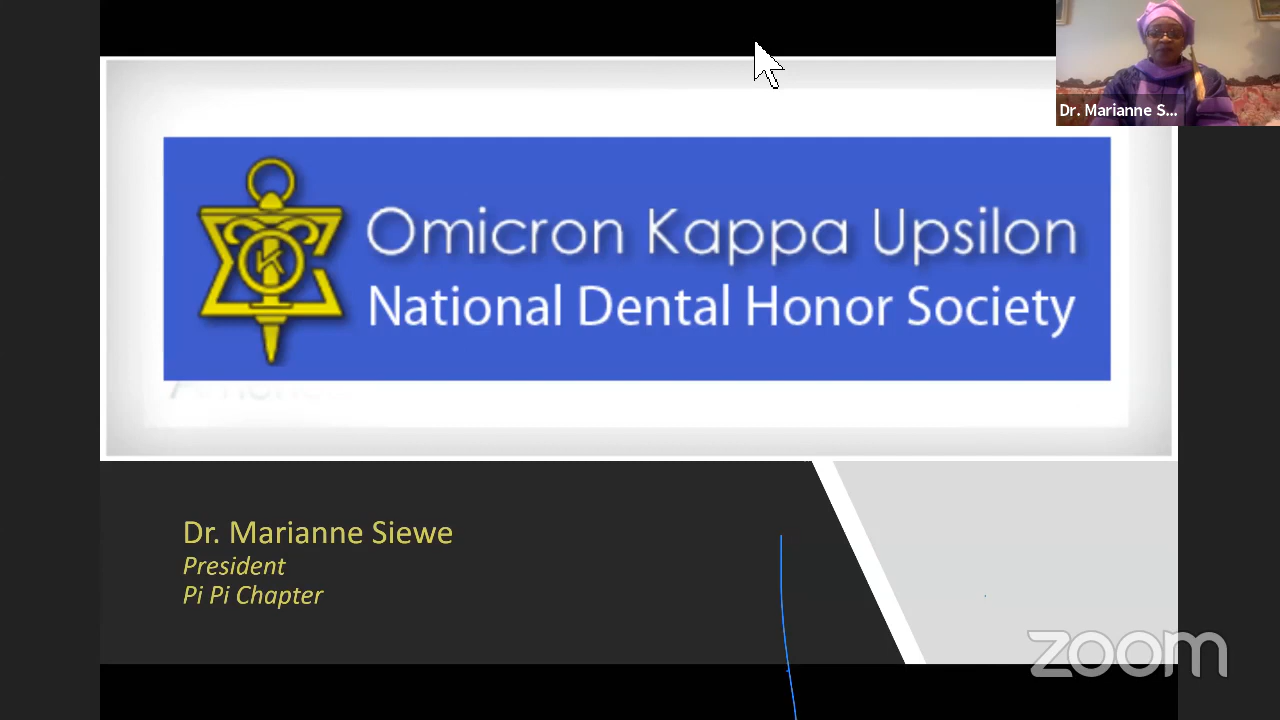 Dr. Marianne S...
Omicron Kappa Upsilon
National Dental Honor Society
Dr. Marianne Siewe
President
Pi Pi Chapter
zoom